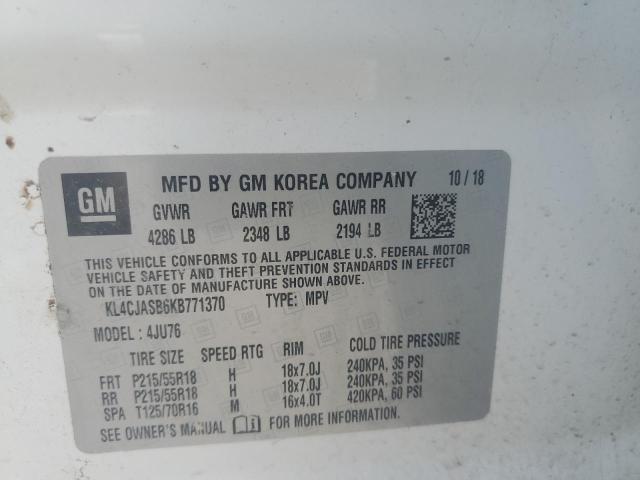 GM MFD BY GM KOREA COMPANY 10 / 18
GVWR GAWR FRT GAWR RR
4286 LB 2348 LB 2194 LB
THIS VEHICLE CONFORMS TO ALL APPLICABLE U.S. FEDERAL MOTOR
VEHICLE SAFETY AND THEFT PREVENTION STANDARDS IN EFFECT ON
THE DATE OF MANUFACTURE SHOWN ABOVE.
KL4CJASB6KB771370 TYPE: MPV
MODEL: 4JU76
TIRE SIZE SPEED RTG RIM COLD TIRE PRESSURE
FRT P215/55R18 H 18x7.0J 240KPA, 35 PSI
RR P215/55R18 H 18x7.0J 240KPA, 35 PSI
SPA T125/70R16 M 16x4.0T 420KPA, 60 PSI
SEE OWNER'S MANUAL FOR MORE INFORMATION.